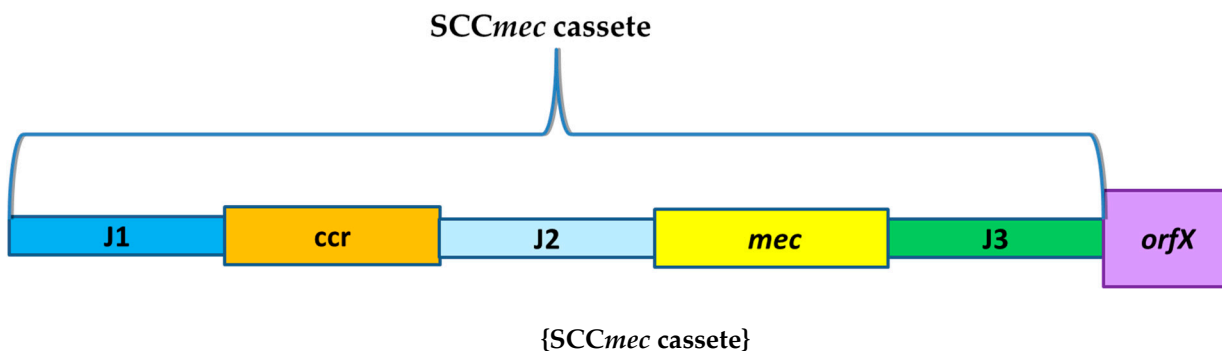 SCCmec cassete
J1 ccr J2 mec J3 orfX
{SCCmec cassete}